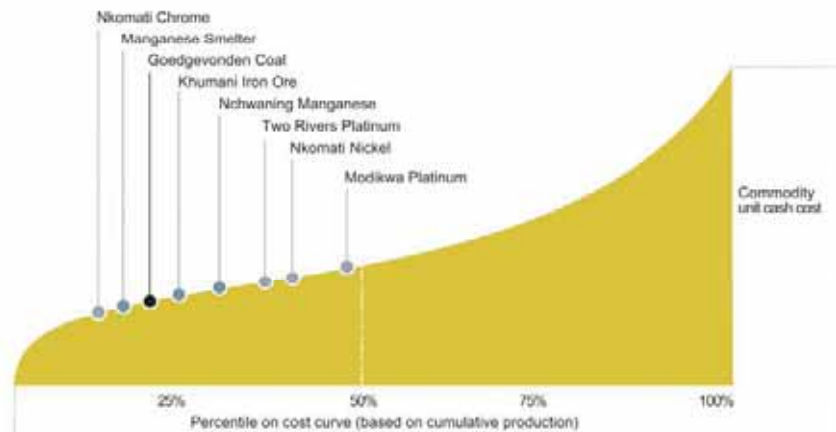 Nkomati Chrome
Manganese Smelter
Goedgevonden Coal
Khumani Iron Ore
Nchwaning Manganese
Two Rivers Platinum
Nkomati Nickel
Modikwa Platinum
Commodity
unit cash cost
25% 50% 75% 100%
Percentile on cost curve (based on cumulative production)